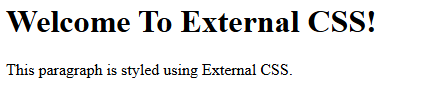 Welcome To External CSS!
This paragraph is styled using External CSS.